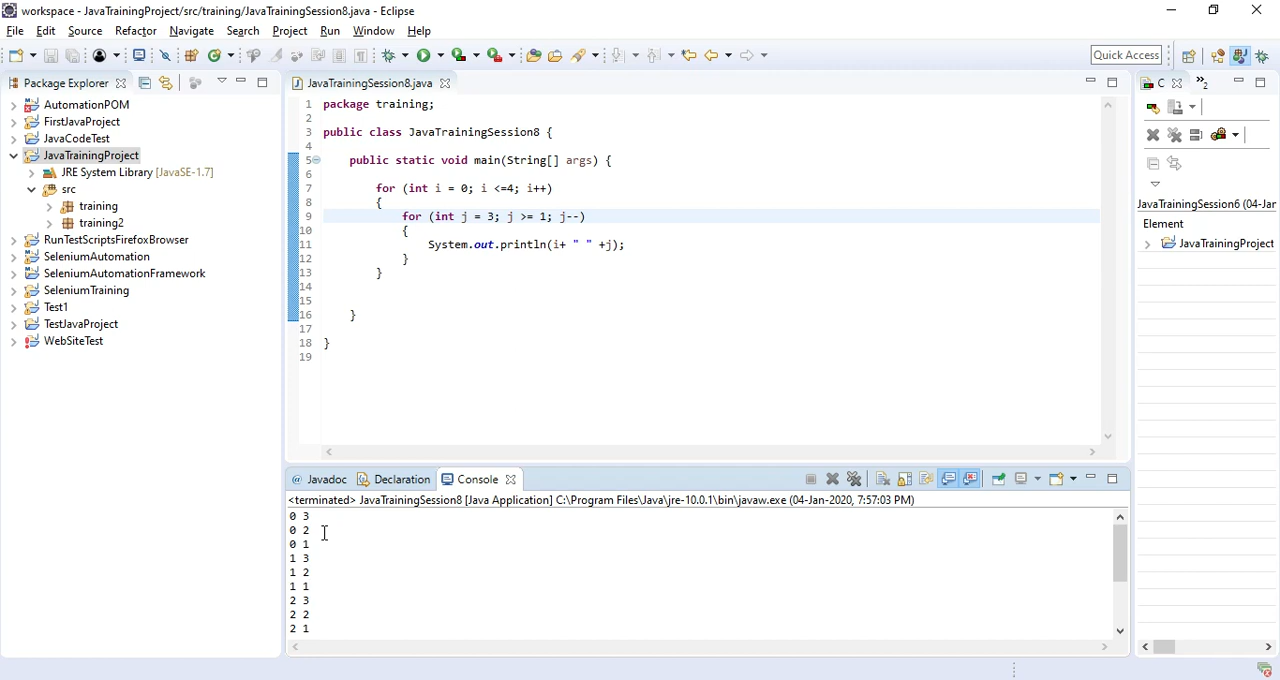 workspace - JavaTrainingProject/src/training/JavaTrainingSession8.java - Eclipse
File Edit Source Refactor Navigate Search Project Run Window Help
Quick Access
Package Explorer
AutomationPOM
FirstJavaProject
JavaCodeTest
JavaTrainingProject
JRE System Library [JavaSE-1.7]
src
training
training2
RunTestScriptsFirefoxBrowser
SeleniumAutomation
SeleniumAutomationFramework
SeleniumTraining
Test1
TestJavaProject
WebSiteTest
JavaTrainingSession8.java
1 package training;
2
3 public class JavaTrainingSession8 {
4
5 public static void main(String[] args) {
6
7 for (int i = 0; i <=4; i++)
8 {
9 for (int j = 3; j >= 1; j--)
10 {
11 System.out.println(i+ " " +j);
12 }
13 }
14
15
16 }
17
18 }
19
C
2
JavaTrainingSession6 (04-Jar
Element
JavaTrainingProject
@ Javadoc Declaration Console
<terminated> JavaTrainingSession8 [Java Application] C:\Program Files\Java\jre-10.0.1\bin\javaw.exe (04-Jan-2020, 7:57:03 PM)
0 3
0 2
0 1
1 3
1 2
1 1
2 3
2 2
2 1